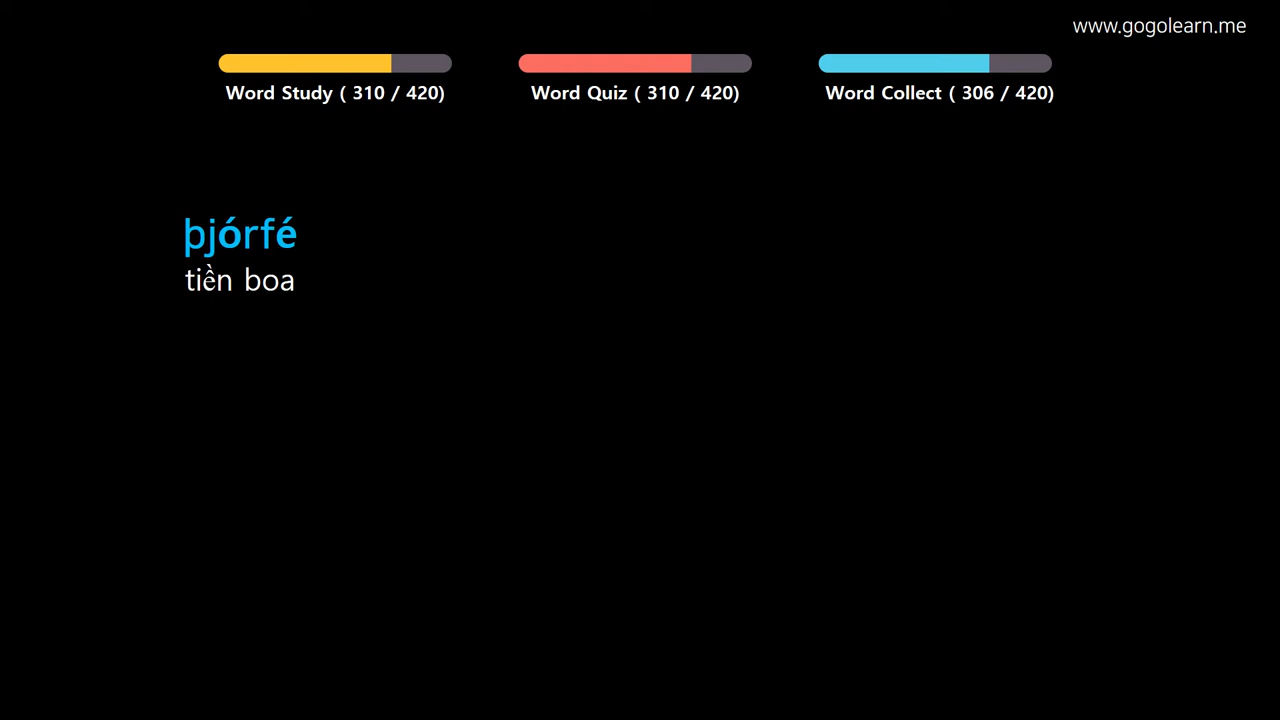 www.gogolearn.me
Word Study ( 310 / 420)
Word Quiz ( 310 / 420)
Word Collect ( 306 / 420)
þjórfé
tiền boa